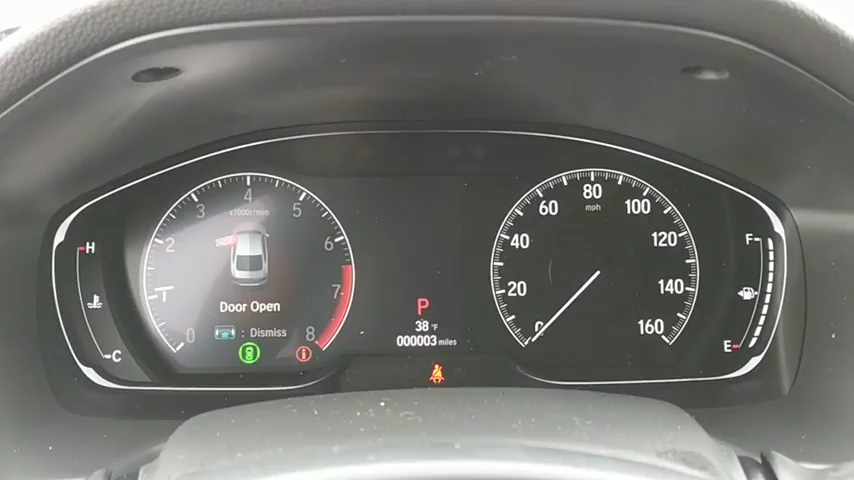 H
C
0
2
3
4
5
6
7
8
x1000r/min
Door Open
: Dismiss
P
38 °F
000003 miles
0
20
40
60
80
100
120
140
160
mph
F
E